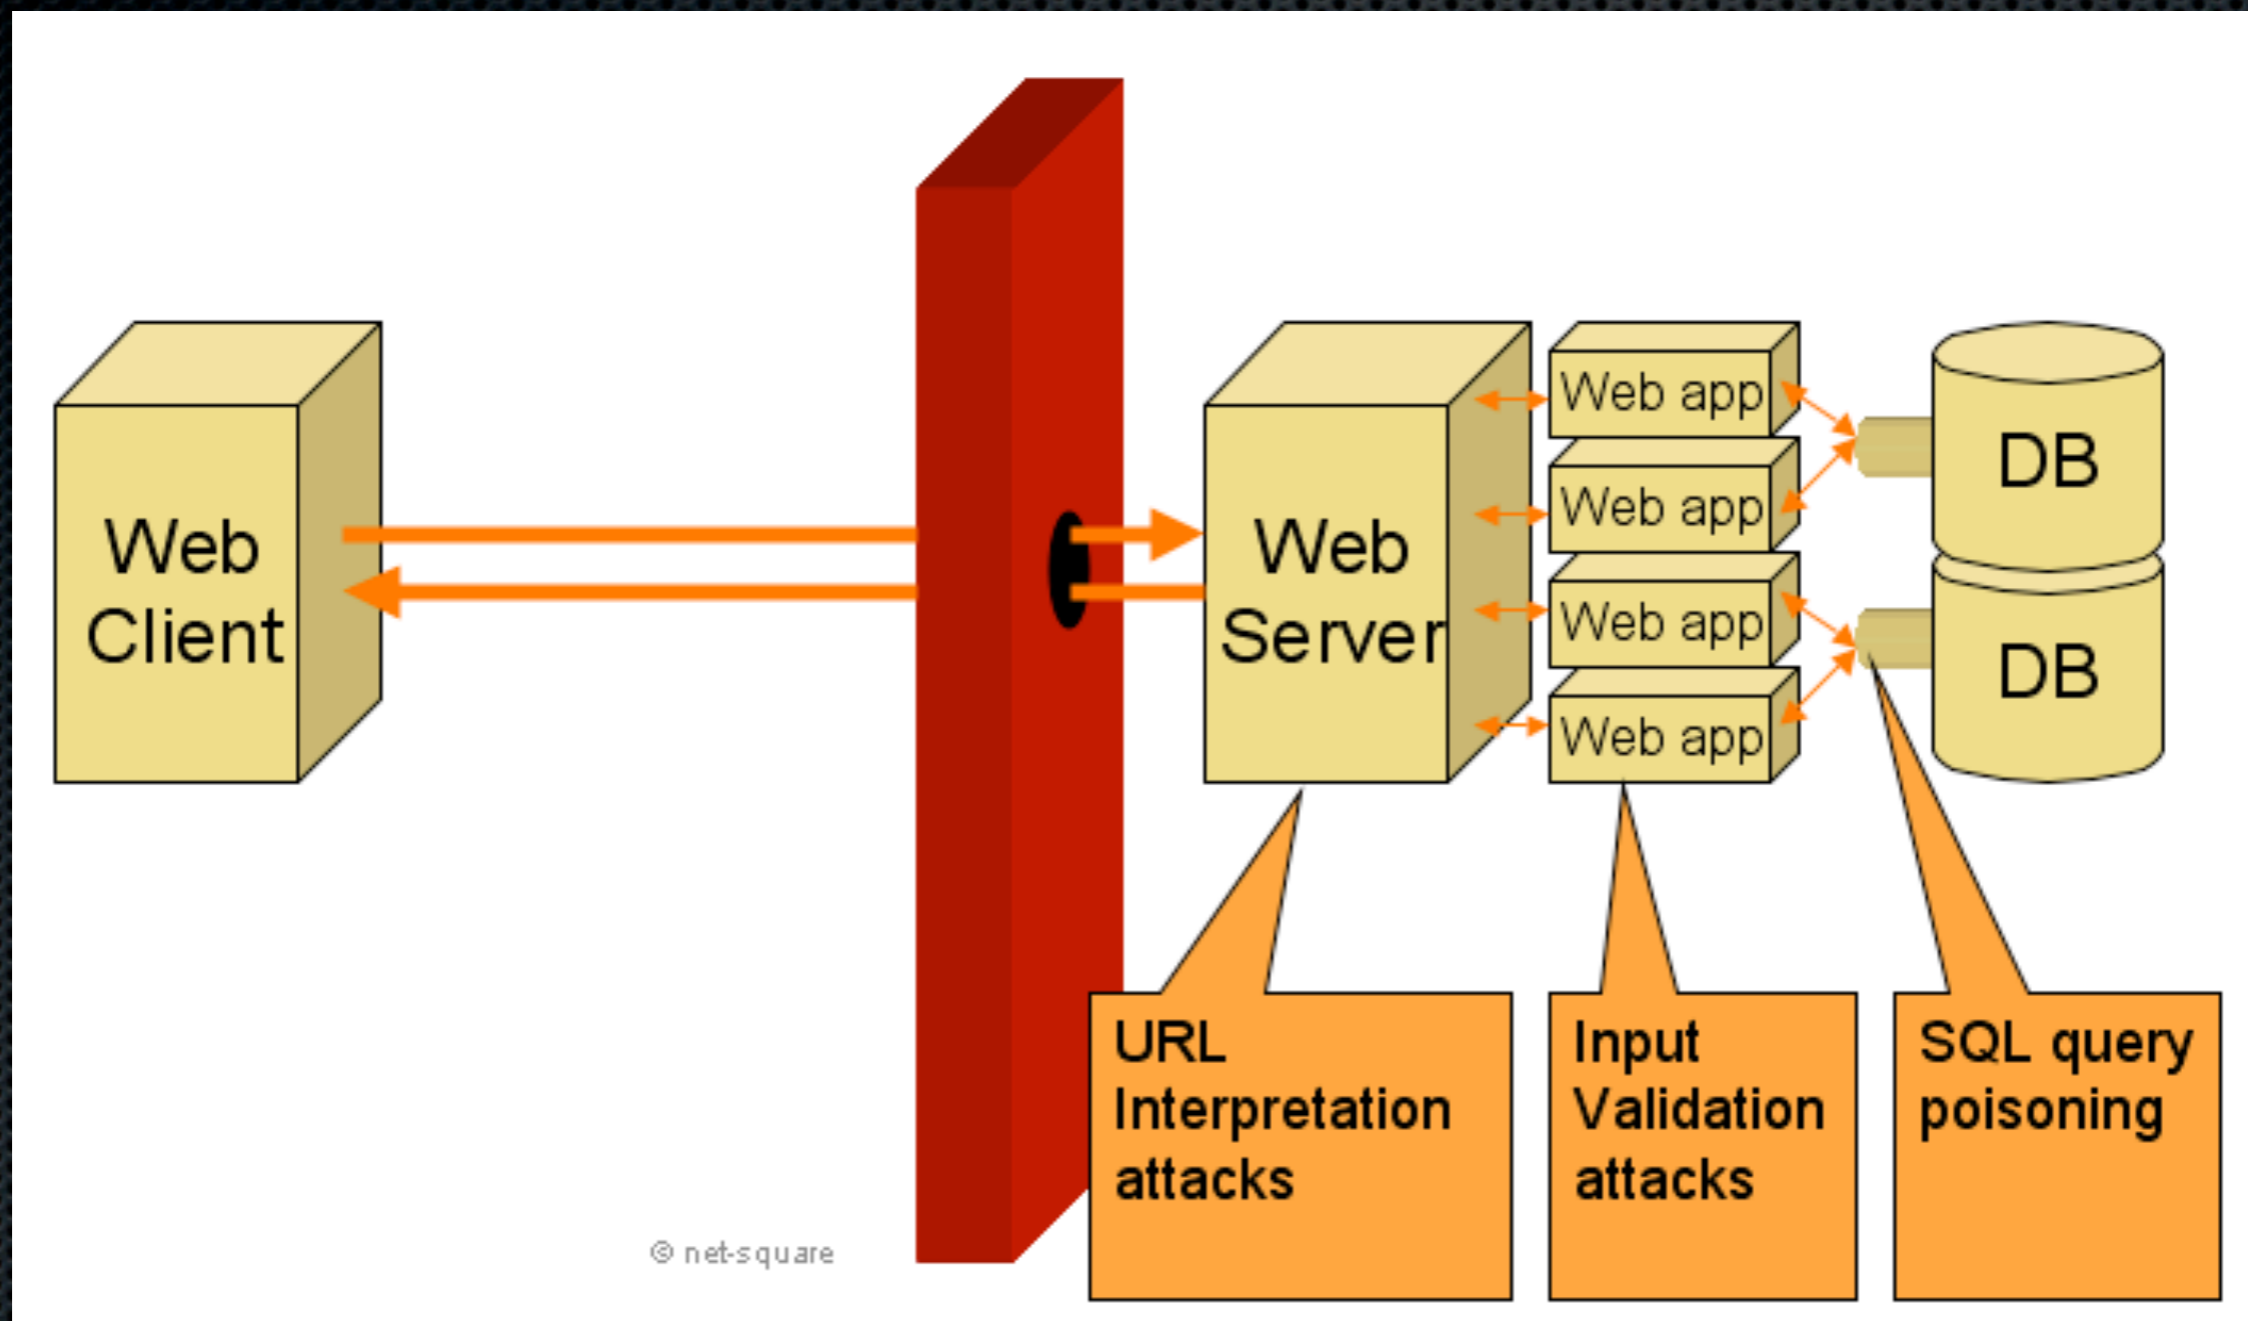 Web
Client
Web
Server
Web app
Web app
Web app
Web app
DB
DB
URL
Interpretation
attacks
Input
Validation
attacks
SQL query
poisoning
© net-square